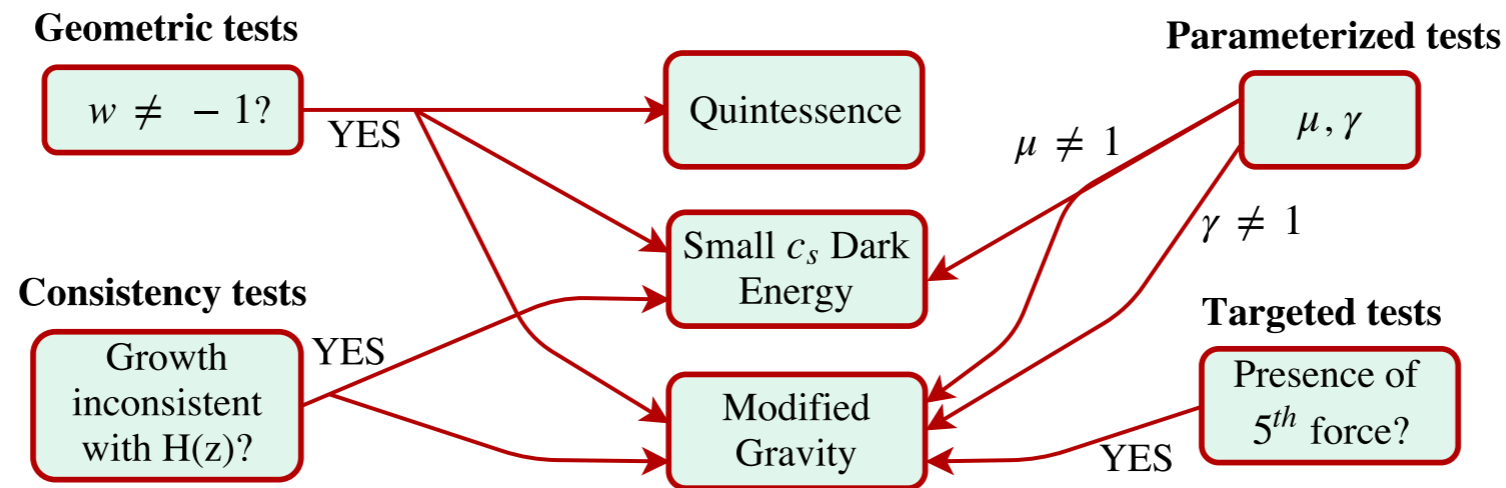 Geometric tests
w ≠ − 1?
YES
Quintessence
Parameterized tests
μ, γ
μ ≠ 1
γ ≠ 1
Small c_s Dark
Energy
Consistency tests
Growth
inconsistent
with H(z)?
YES
Modified
Gravity
Targeted tests
Presence of
5^th force?
YES